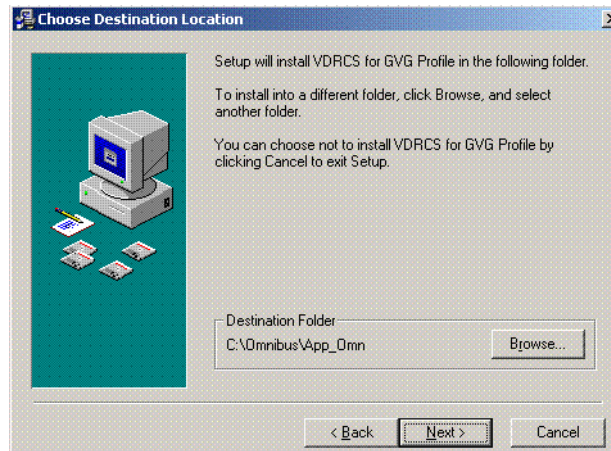 Choose Destination Location
Setup will install VDRCS for GVG Profile in the following folder.
To install into a different folder, click Browse, and select
another folder.
You can choose not to install VDRCS for GVG Profile by
clicking Cancel to exit Setup.
Destination Folder
C:\Omnibus\App_Omn
Browse...
< Back
Next >
Cancel